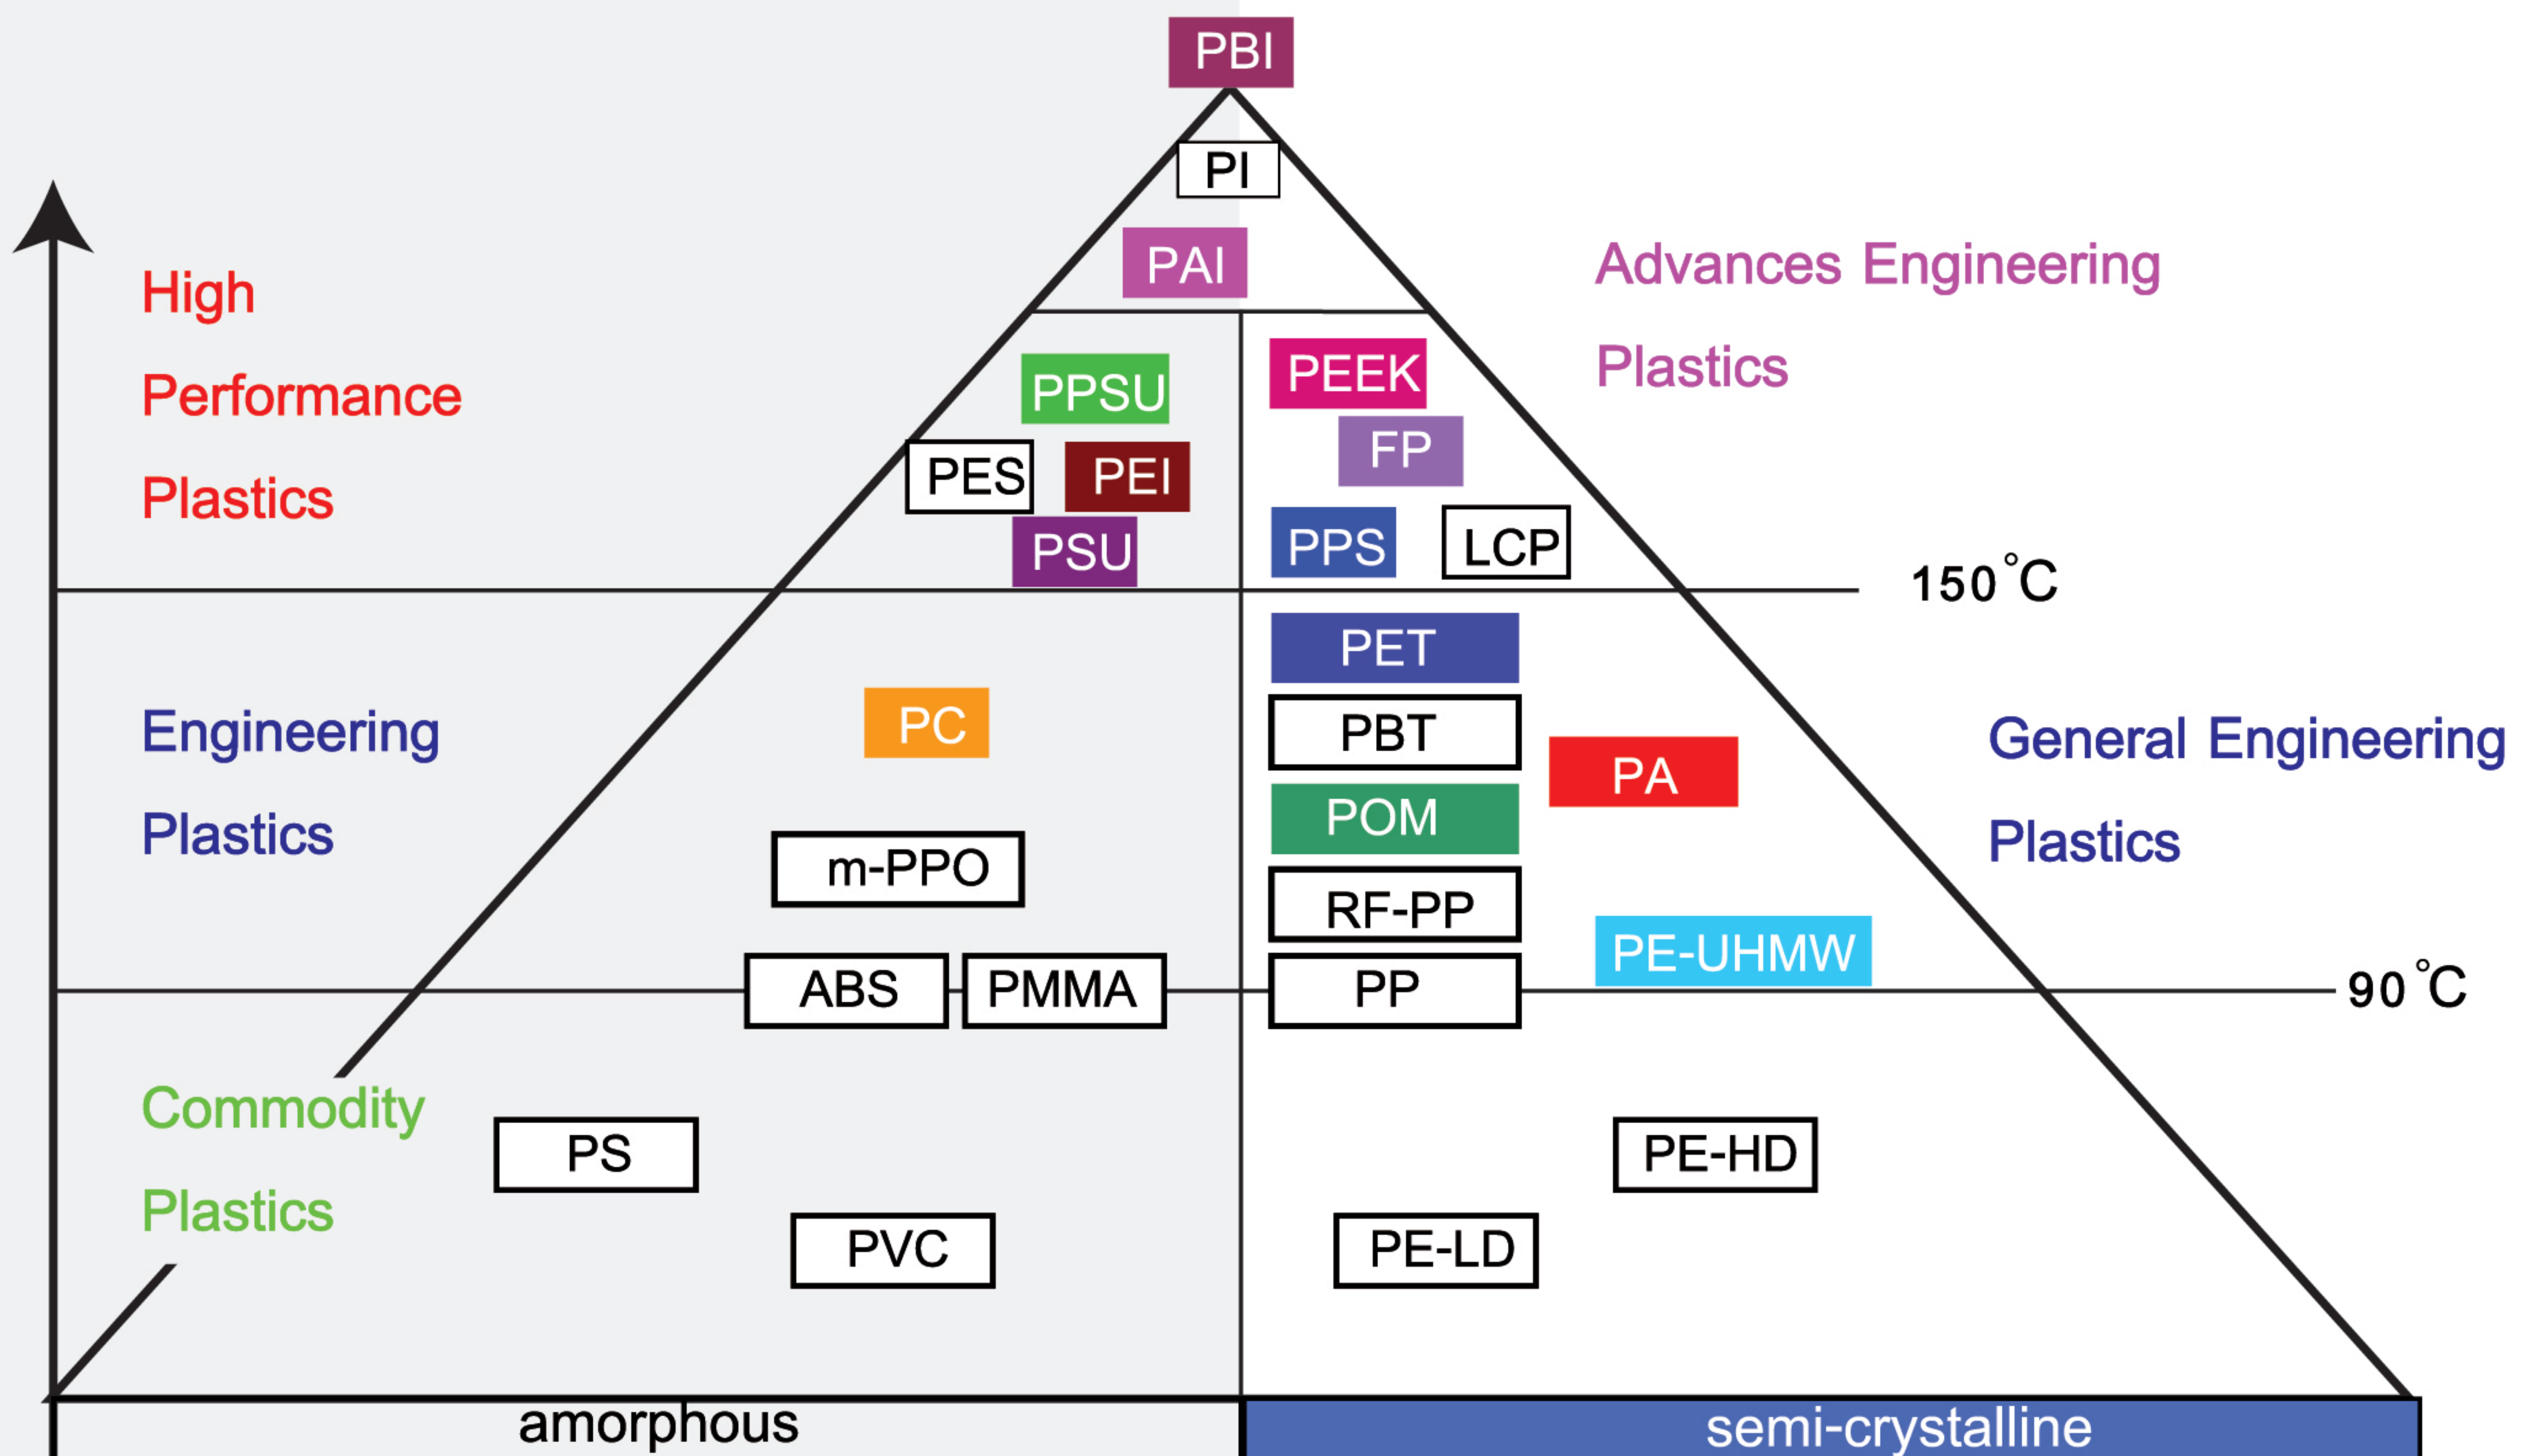 PBI
PI
PAI
High
Performance
Plastics
Advances Engineering
Plastics
PPSU
PEEK
FP
PES
PEI
PSU
PPS
LCP
150°C
PET
PC
PBT
PA
POM
m-PPO
RF-PP
Engineering
Plastics
General Engineering
Plastics
PE-UHMW
ABS
PMMA
PP
90°C
Commodity
Plastics
PS
PE-HD
PVC
PE-LD
amorphous
semi-crystalline